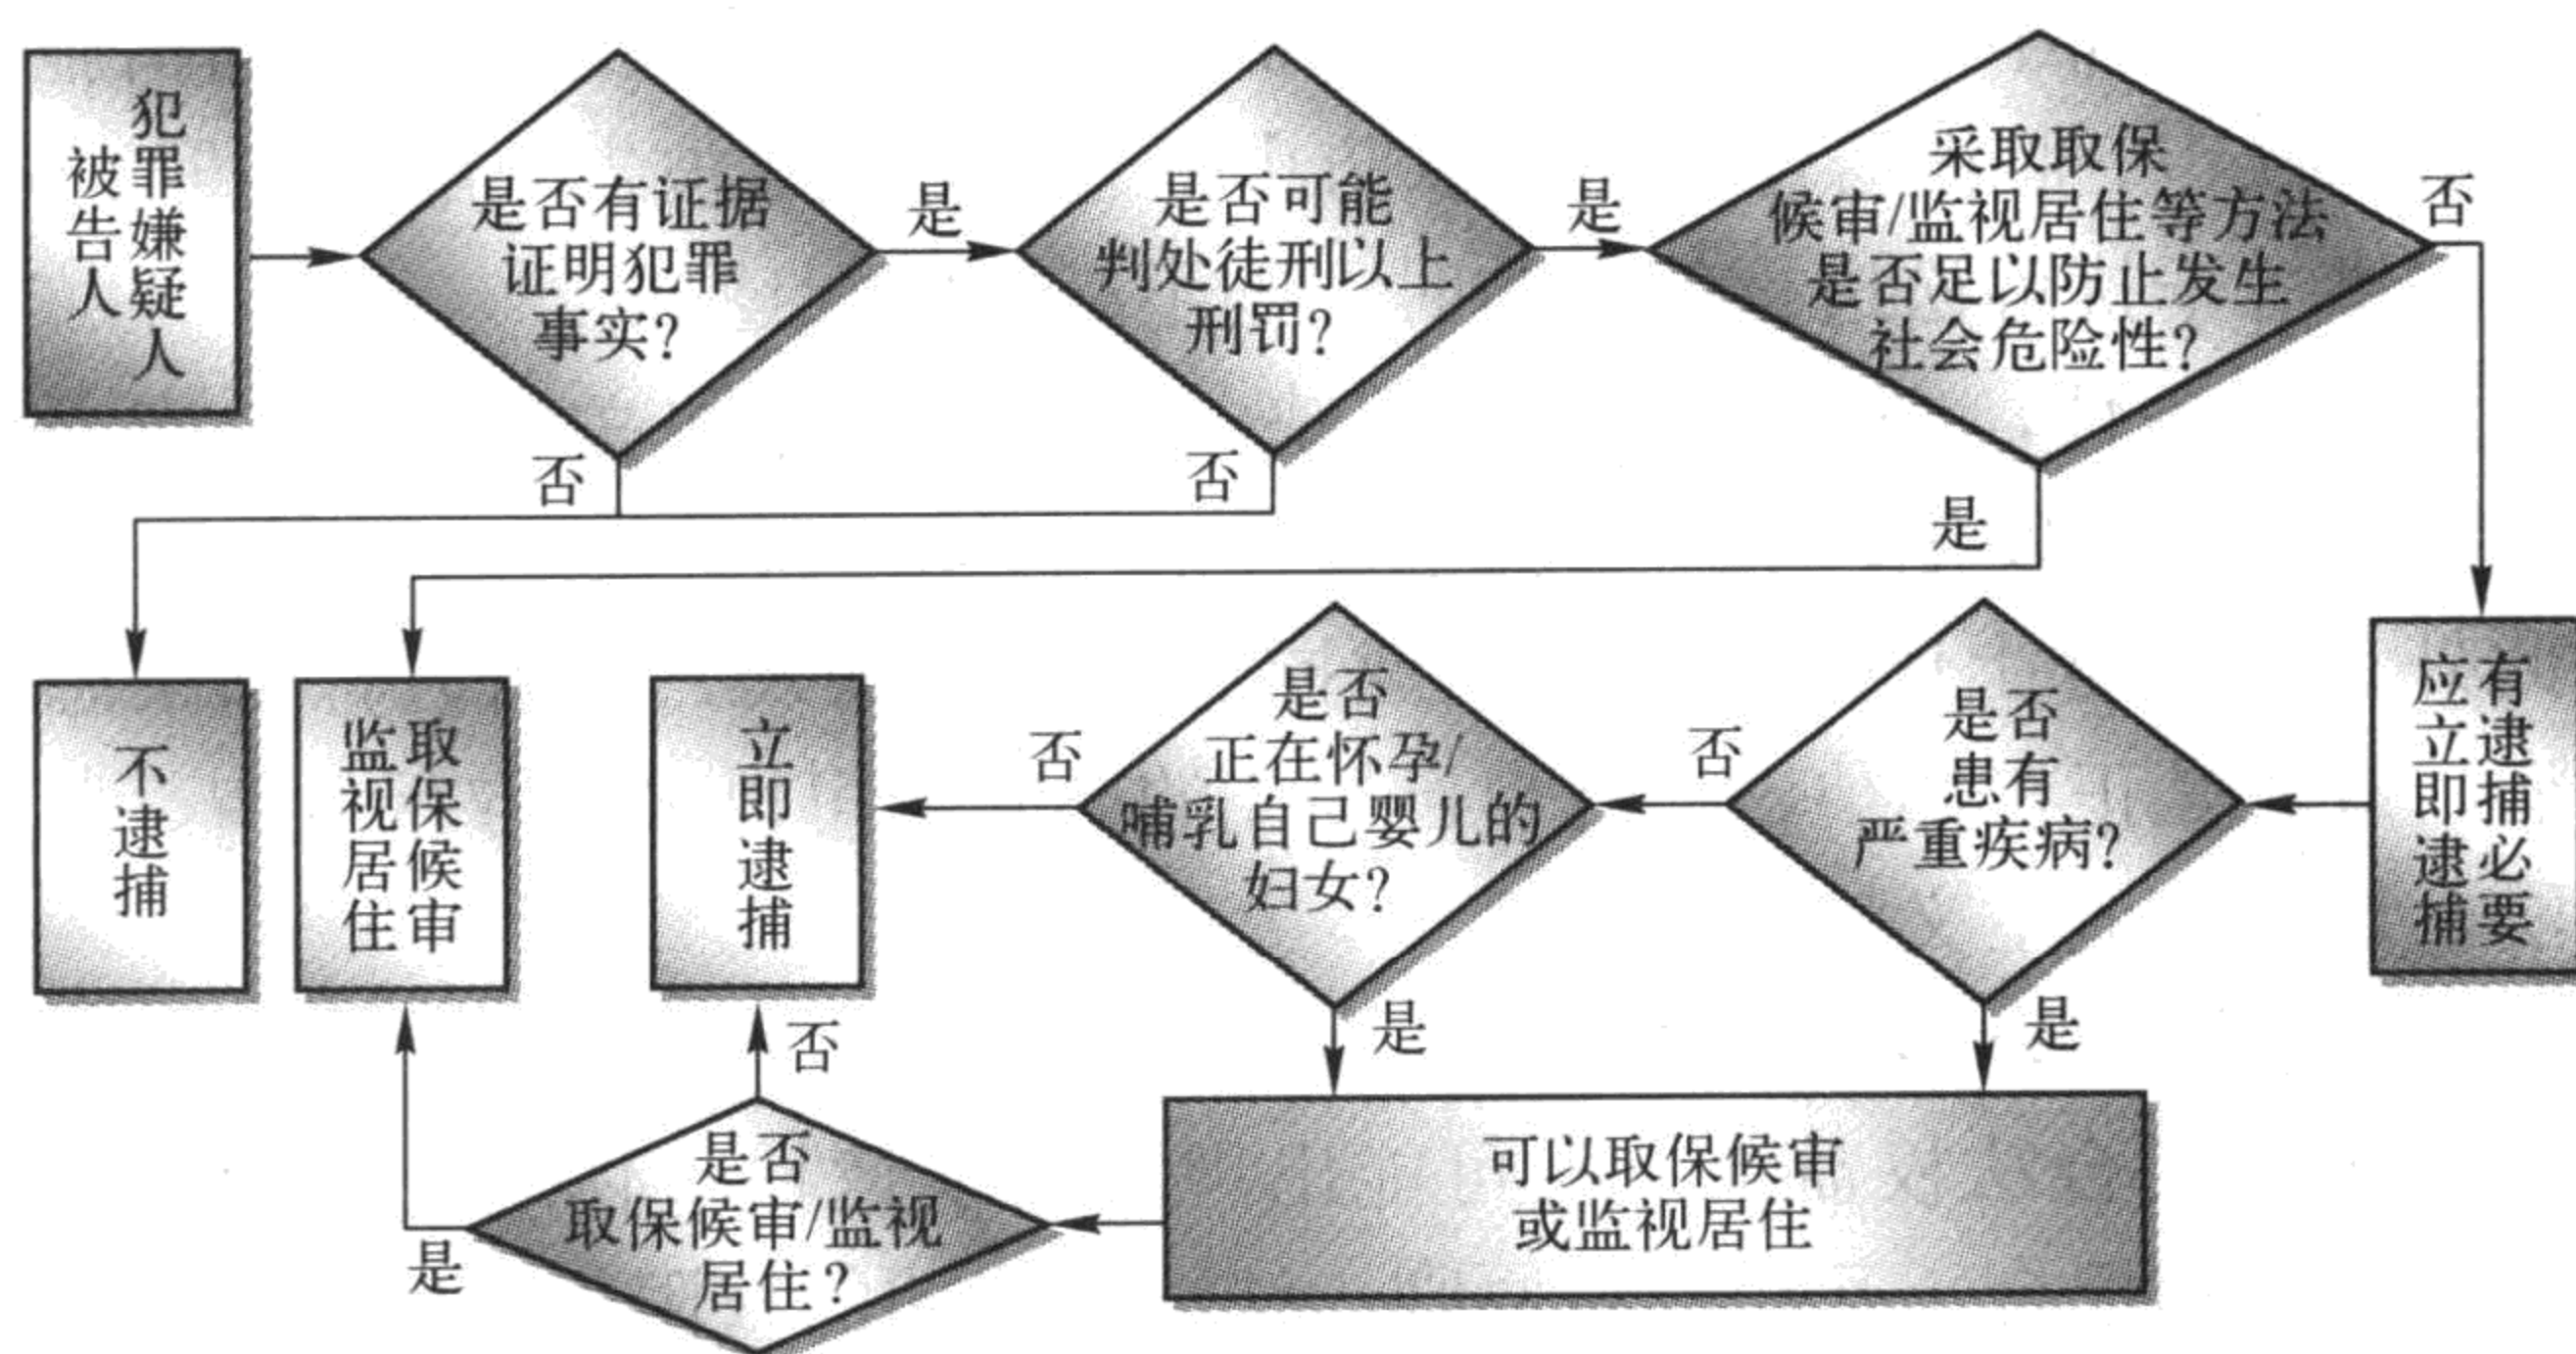 犯罪嫌疑人
被告人
是否有证据
证明犯罪
事实?
是
否
是否可能
判处徒刑以上
刑罚?
是
否
采取取保
候审/监视居住等方法
是否足以防止发生
社会危险性?
否
是
有逮捕必要
应立即逮捕
是否
患有
严重疾病?
否
是
是否
正在怀孕/
哺乳自己婴儿的
妇女?
否
是
立即逮捕
取保候审
监视居住
不逮捕
可以取保候审
或监视居住
是否
取保候审/监视
居住?
否
是